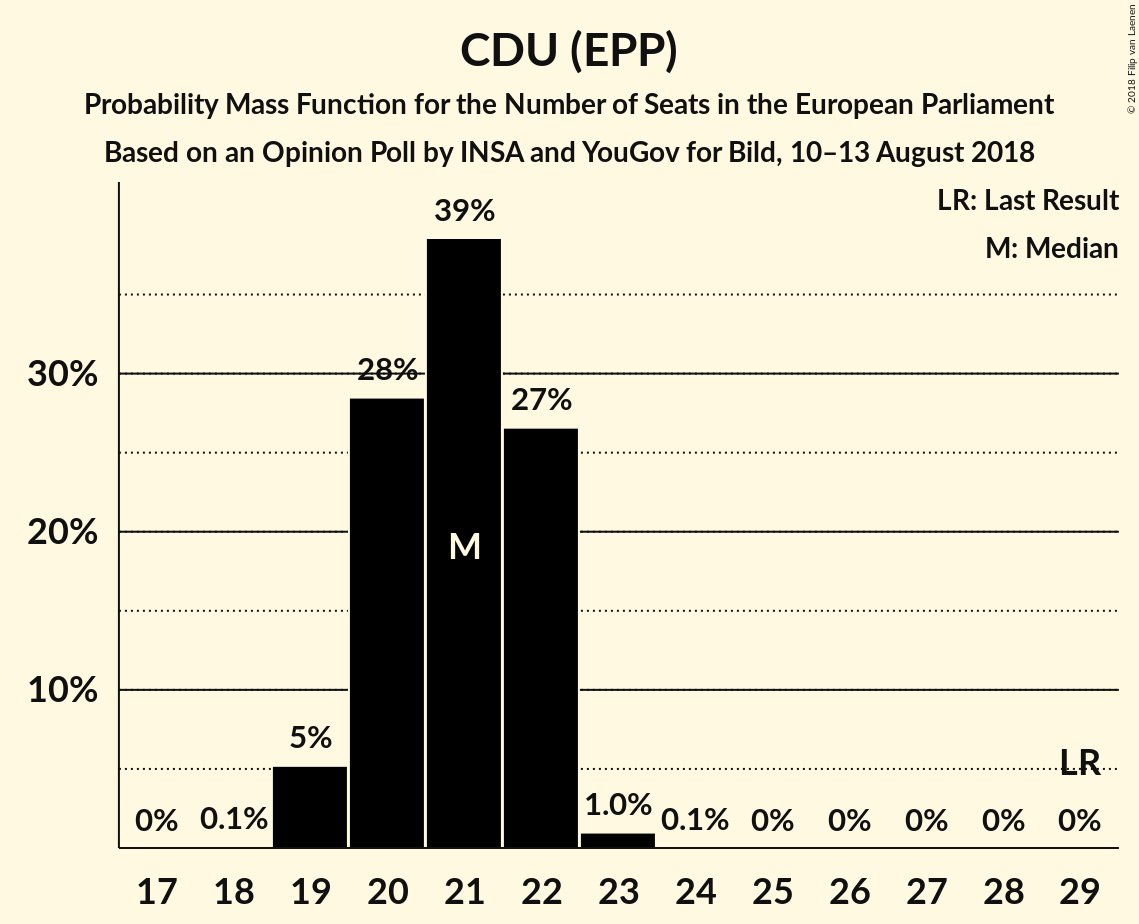 CDU (EPP)
Probability Mass Function for the Number of Seats in the European Parliament
Based on an Opinion Poll by INSA and YouGov for Bild, 10–13 August 2018
© 2018 Filip van Laenen
LR: Last Result
M: Median
39%
30%
28%
27%
20%
M
10%
5%
LR
0%
0.1%
1.0%
0.1%
0%
0%
0%
0%
0%
17 18 19 20 21 22 23 24 25 26 27 28 29